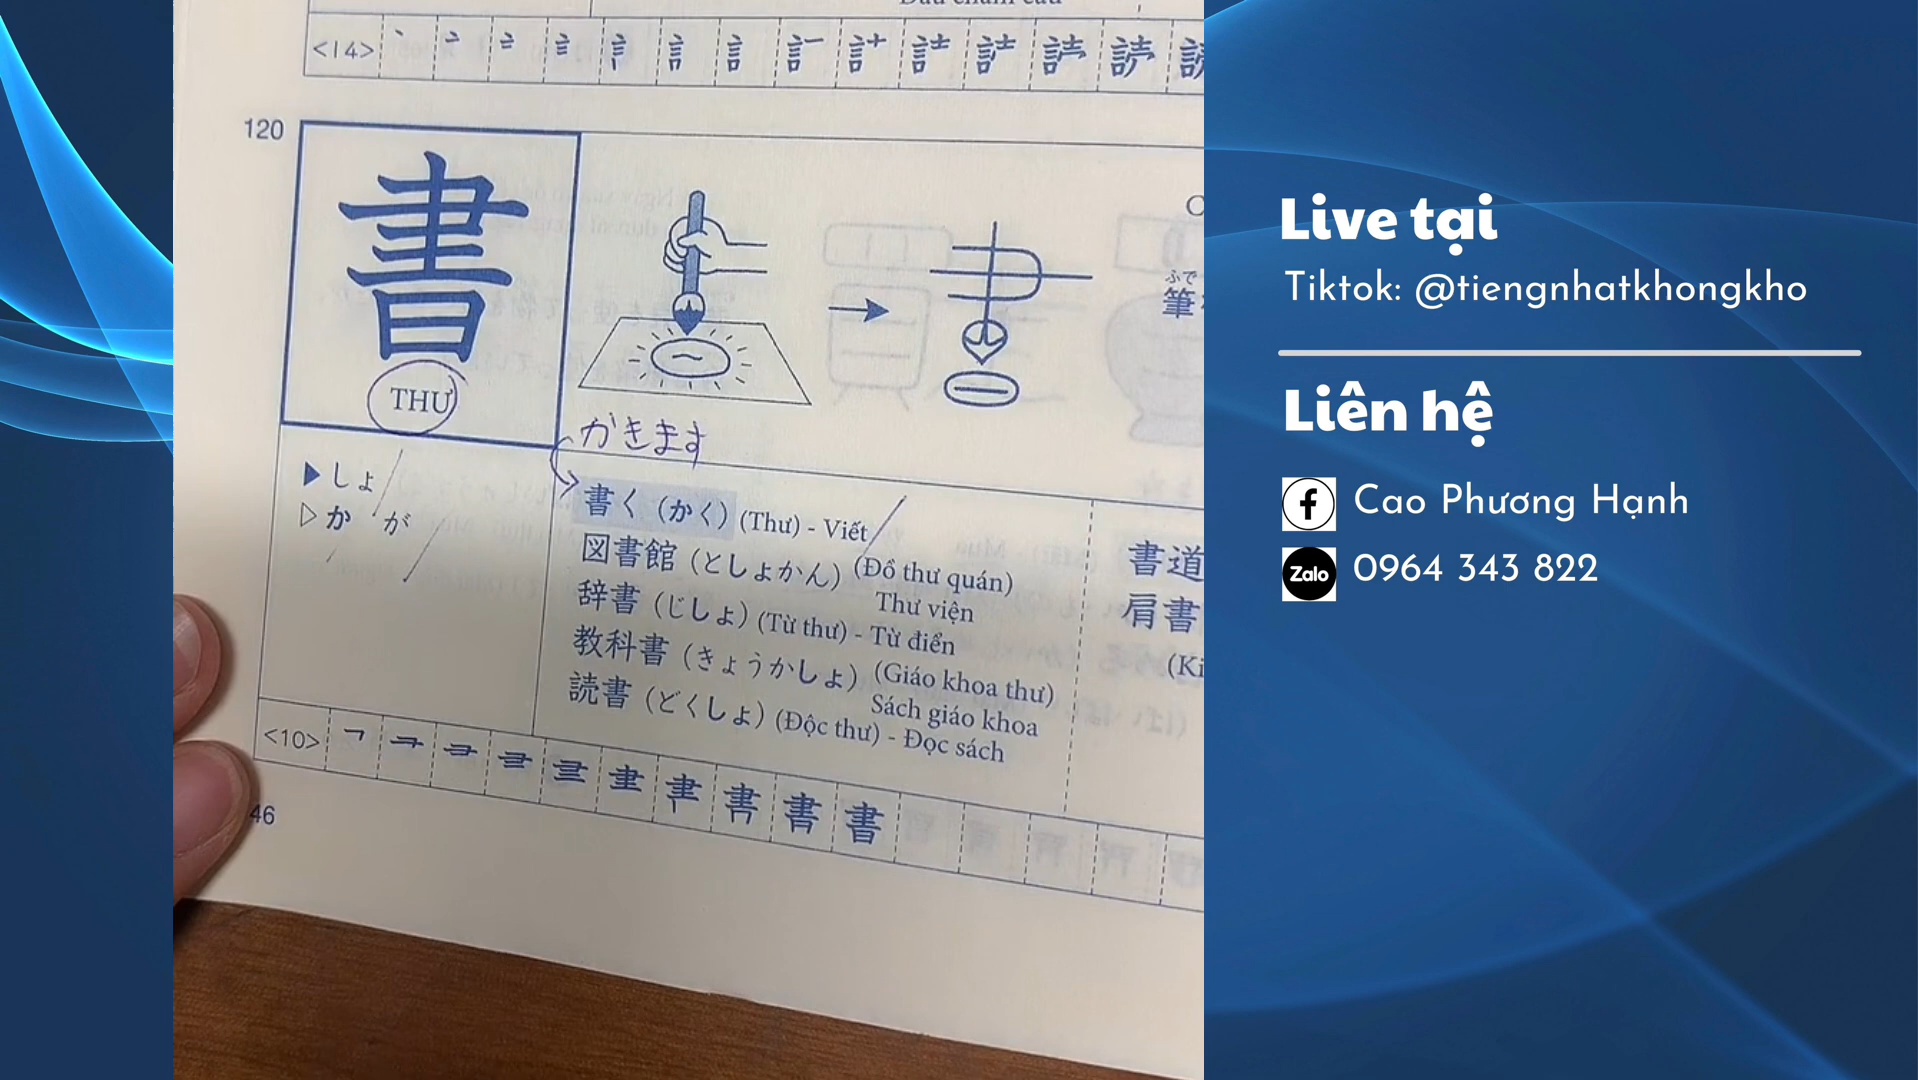 <14>
120
書
THƯ
ふで
筆
かきます
▶しょ
▷か が
書く (かく) (Thư) - Viết
図書館 (としょかん) (Đồ thư quán)
Thư viện
辞書 (じしょ) (Từ thư) - Từ điển
教科書 (きょうかしょ) (Giáo khoa thư)
Sách giáo khoa
読書 (どくしょ) (Độc thư) - Đọc sách
書道
肩書
(Ki
<10>
書
46
Live tại
Tiktok: @tiengnhatkhongkho
Liên hệ
f Cao Phương Hạnh
Zalo 0964 343 822